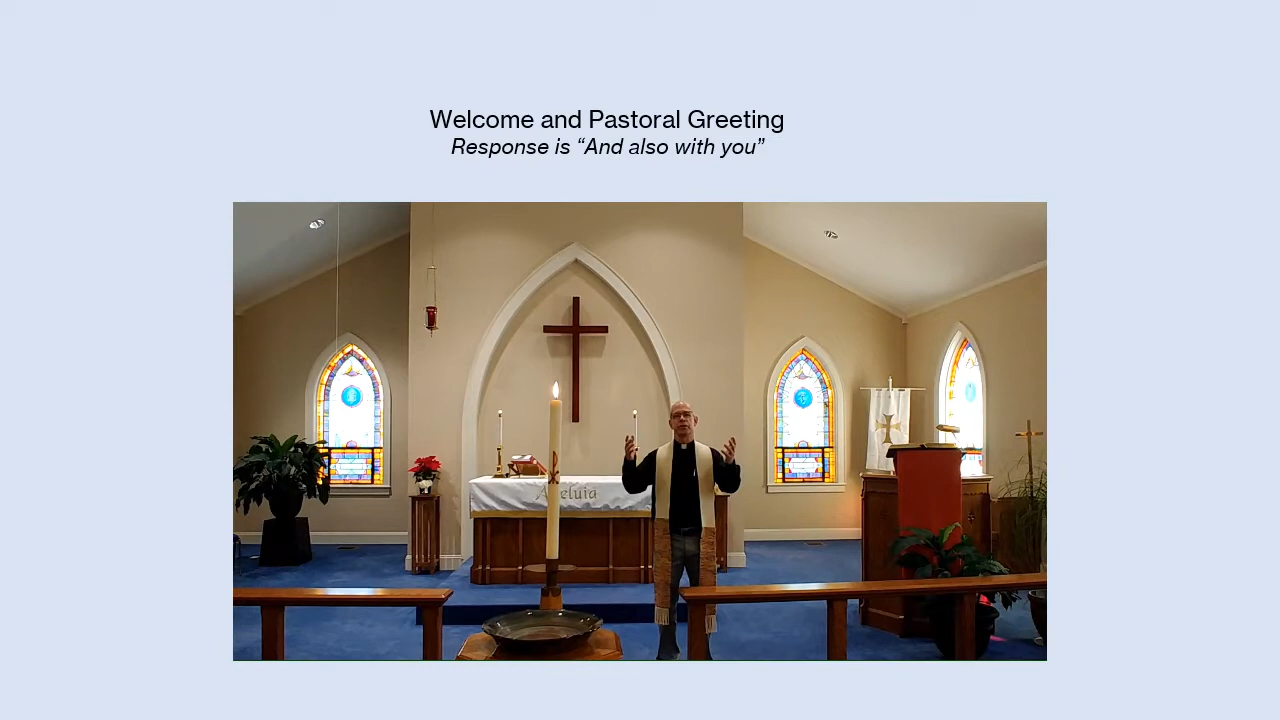 Welcome and Pastoral Greeting
Response is “And also with you”
Alleluia